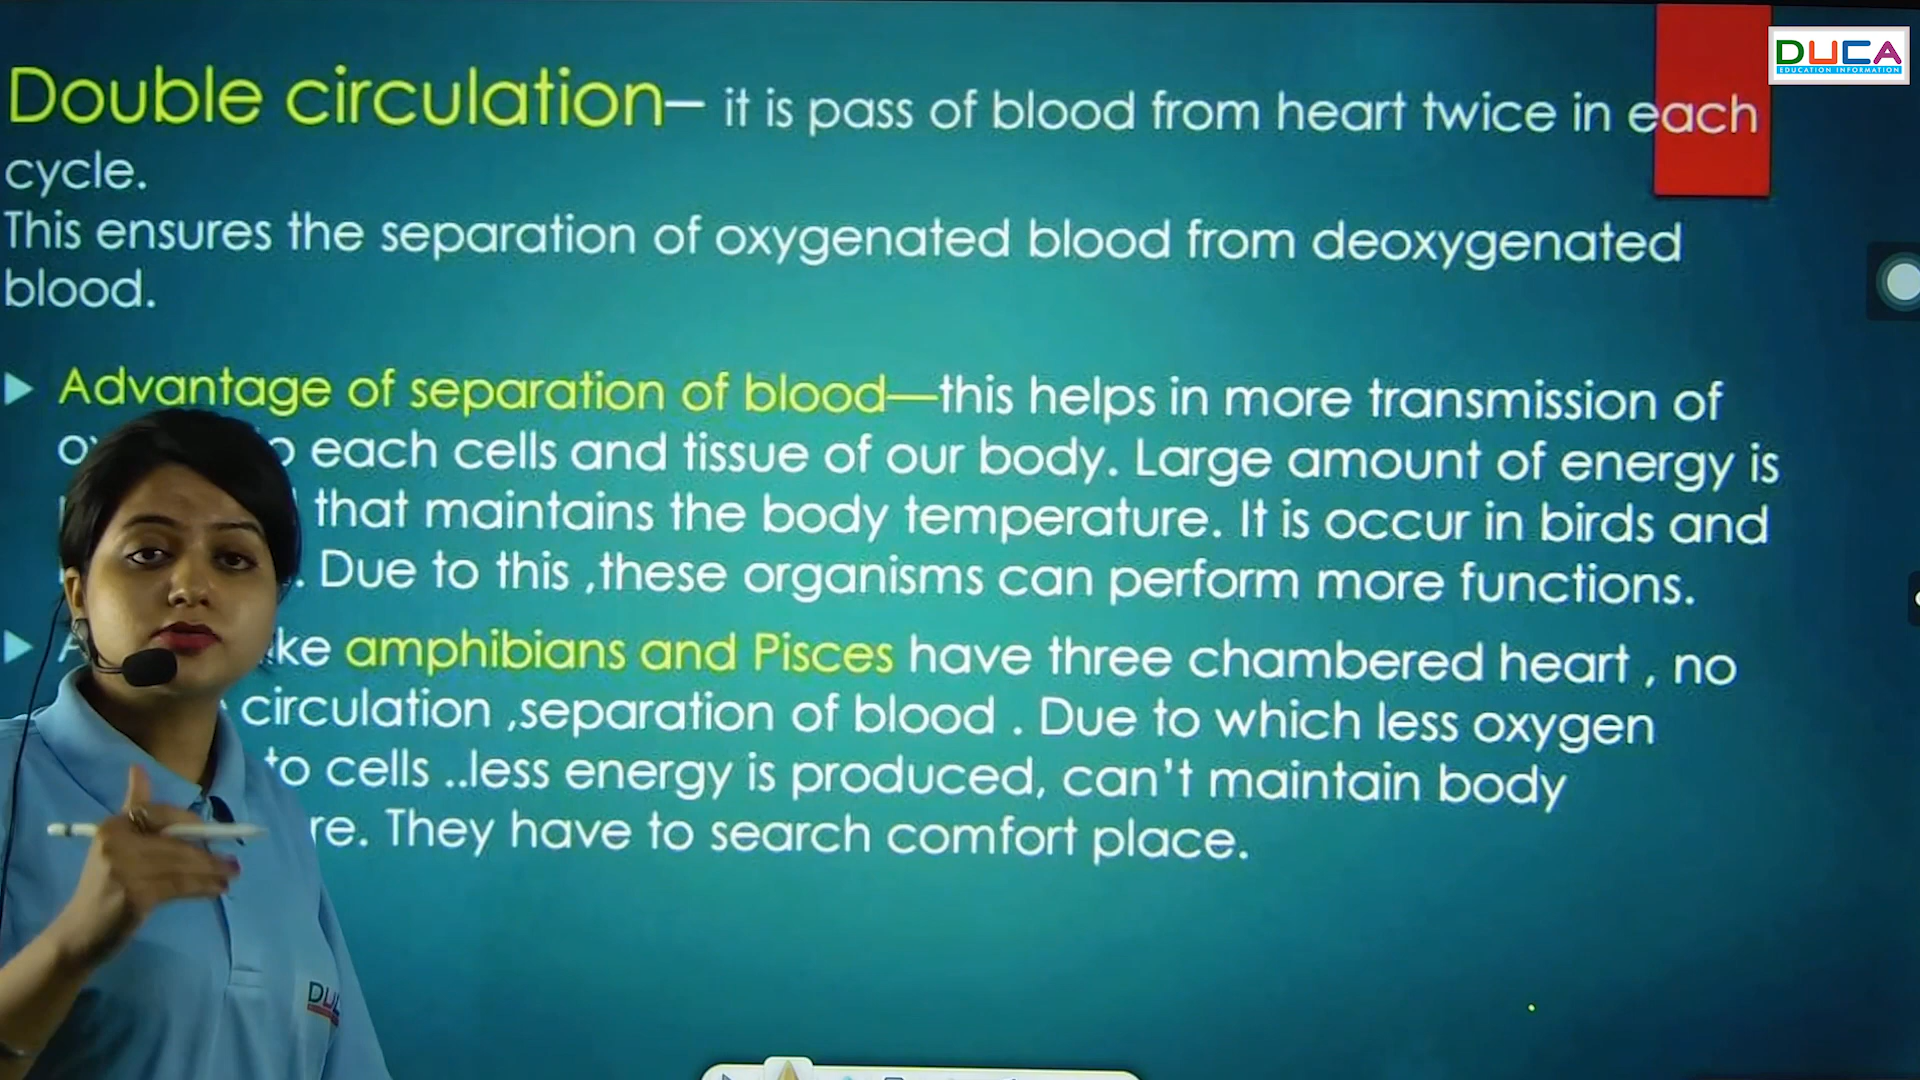 DUCA
EDUCATION INFORMATION
Double circulation– it is pass of blood from heart twice in each
cycle.
This ensures the separation of oxygenated blood from deoxygenated
blood.
Advantage of separation of blood—this helps in more transmission of
each cells and tissue of our body. Large amount of energy is
that maintains the body temperature. It is occur in birds and
. Due to this ,these organisms can perform more functions.
amphibians and Pisces have three chambered heart , no
circulation ,separation of blood . Due to which less oxygen
to cells ..less energy is produced, can't maintain body
They have to search comfort place.